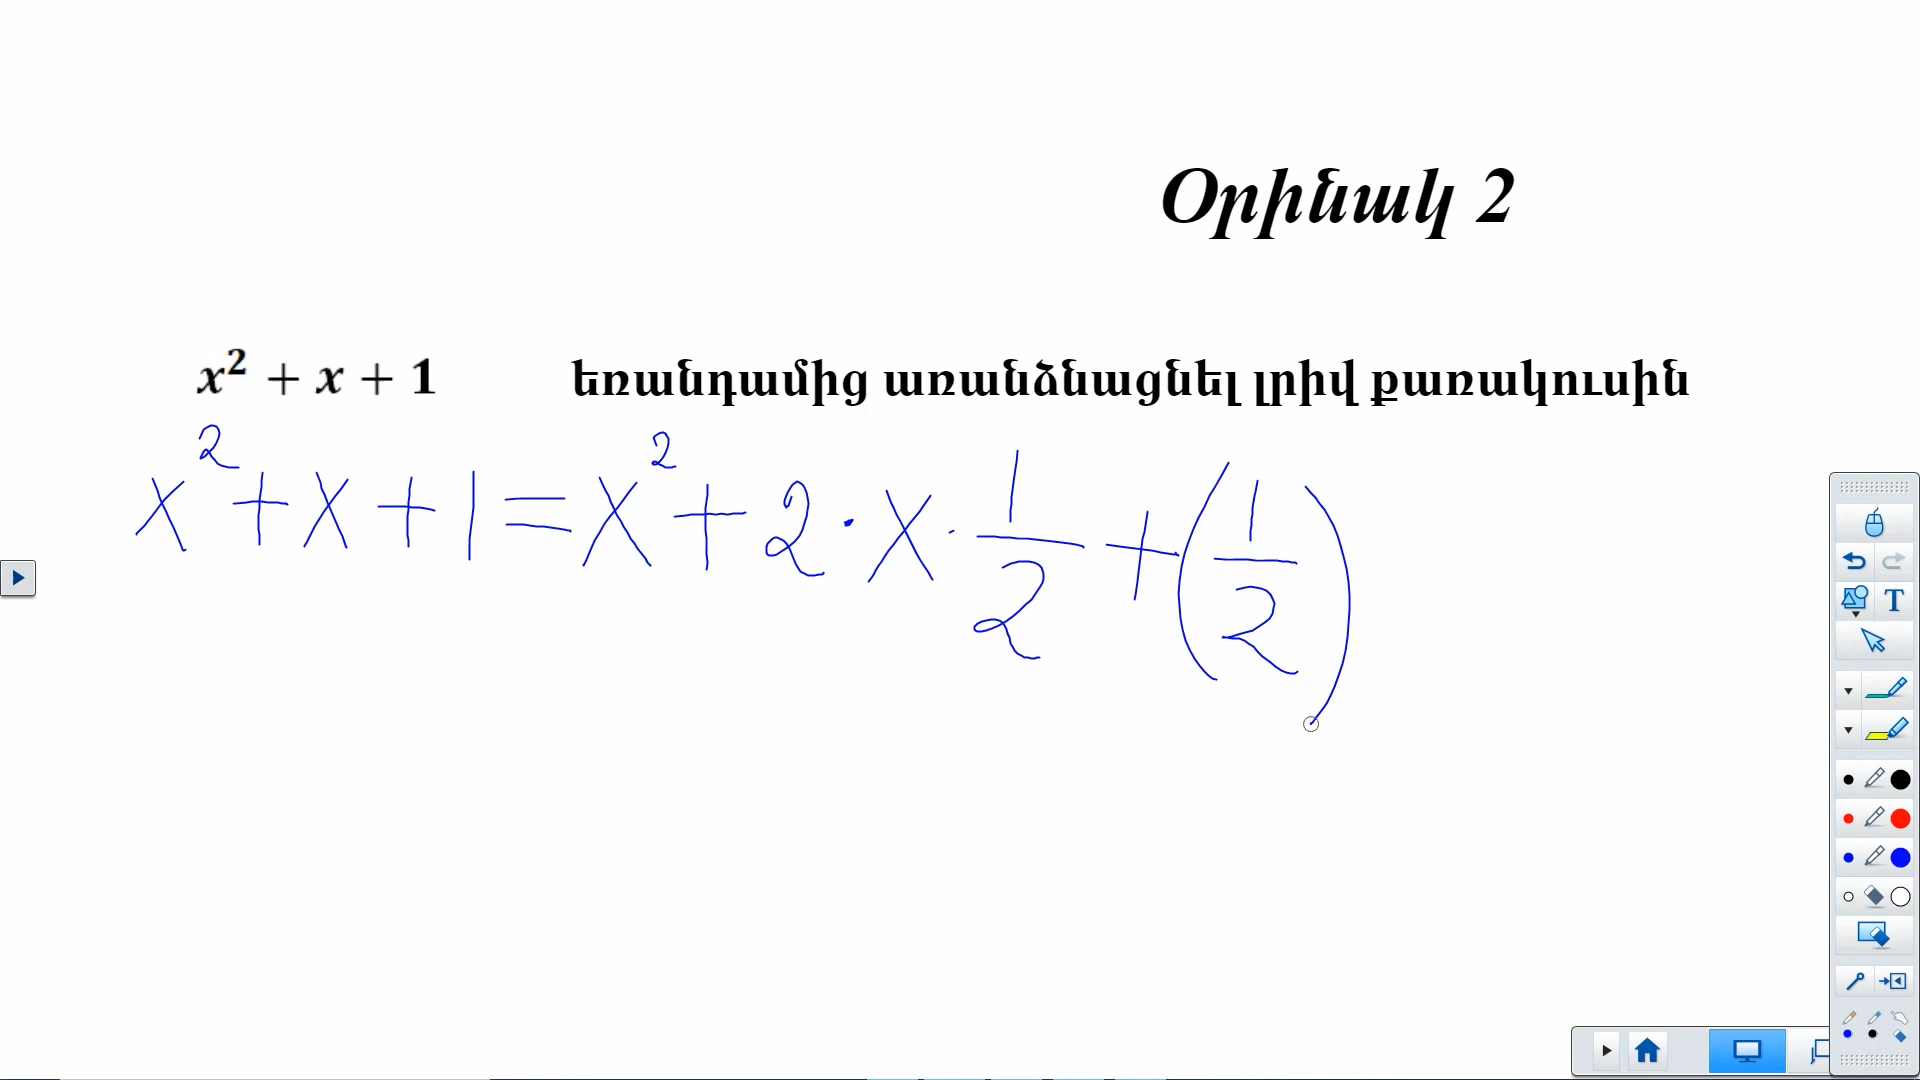 Օրինակ 2
x² + x + 1 եռանդամից առանձնացնել լրիվ քառակուսին
x² + x + 1 = x² + 2 · x · 1/2 + (1/2)
T